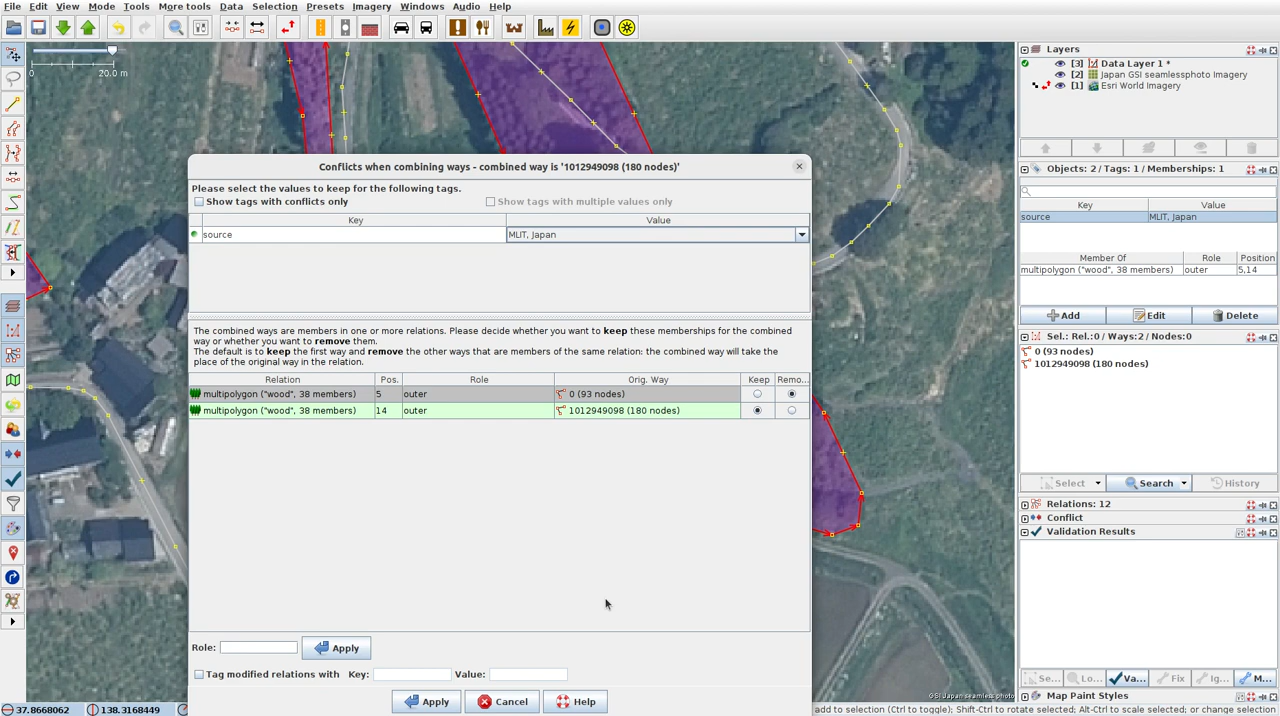 File Edit View Mode Tools More tools Data Selection Presets Imagery Windows Audio Help
0 20.0 m
Conflicts when combining ways - combined way is '1012949098 (180 nodes)'
Please select the values to keep for the following tags.
Show tags with conflicts only Show tags with multiple values only
Key Value
source MLIT, Japan
The combined ways are members in one or more relations. Please decide whether you want to keep these memberships for the combined
way or whether you want to remove them.
The default is to keep the first way and remove the other ways that are members of the same relation: the combined way will take the
place of the original way in the relation.
Relation Pos. Role Orig. Way Keep Remo...
multipolygon ("wood", 38 members) 5 outer 0 (93 nodes)
multipolygon ("wood", 38 members) 14 outer 1012949098 (180 nodes)
Role: Apply
Tag modified relations with Key: Value:
Apply Cancel Help
Layers
[3] Data Layer 1 *
[2] Japan GSI seamlessphoto Imagery
[1] Esri World Imagery
Objects: 2 / Tags: 1 / Memberships: 1
Key Value
source MLIT, Japan
Member Of Role Position
multipolygon ("wood", 38 members) outer 5,14
Add Edit Delete
Sel.: Rel.:0 / Ways:2 / Nodes:0
0 (93 nodes)
1012949098 (180 nodes)
Select Search History
Relations: 12
Conflict
Validation Results
Se... Lo... Va... Fix Ig... M...
Map Paint Styles
GSI Japan seamless photo
37.8668062 138.3168449 add to selection (Ctrl to toggle); Shift-Ctrl to rotate selected; Alt-Ctrl to scale selected; or change selection